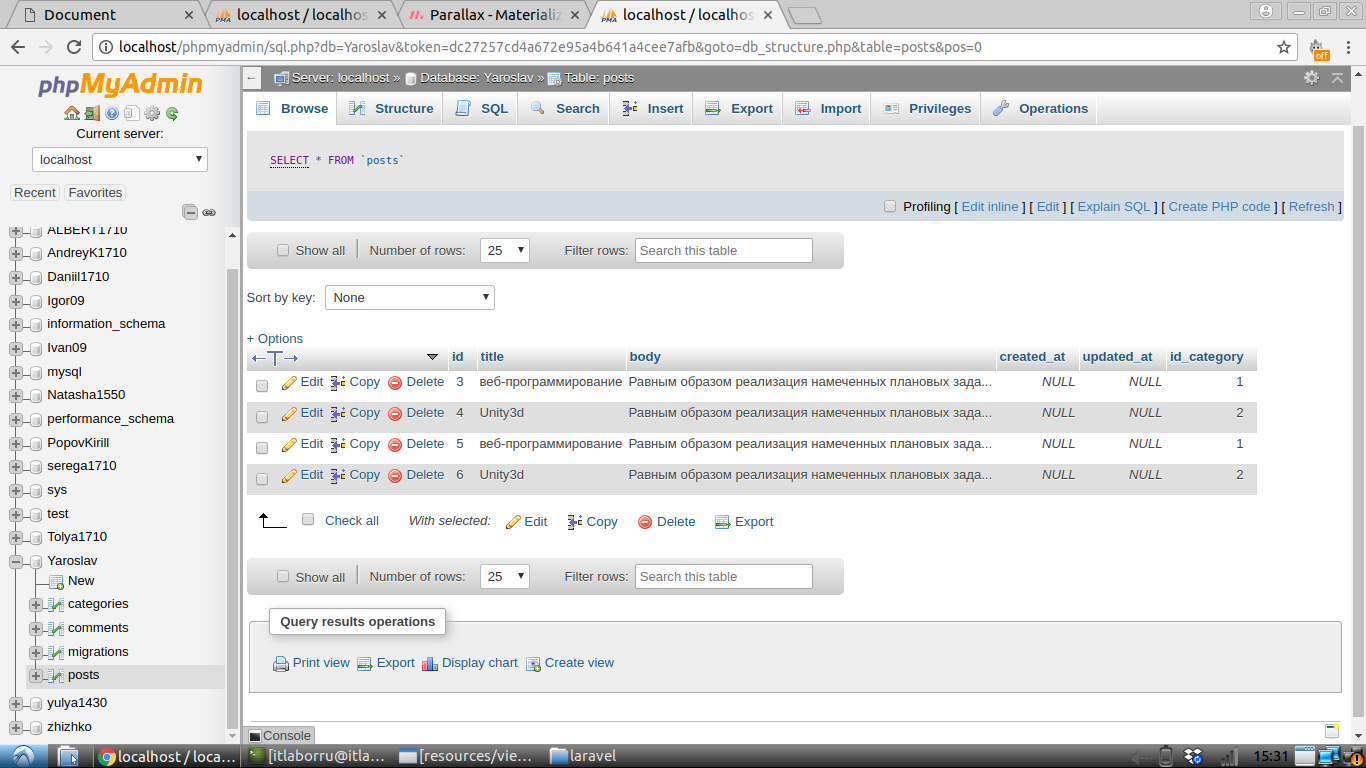 Document
localhost / localhos
Parallax - Materializ
localhost / localhos
localhost/phpmyadmin/sql.php?db=Yaroslav&token=dc27257cd4a672e95a4b641a4cee7afb&goto=db_structure.php&table=posts&pos=0
off
phpMyAdmin
Current server:
localhost
Recent Favorites
ALBERT1710
AndreyK1710
Daniil1710
Igor09
information_schema
Ivan09
mysql
Natasha1550
performance_schema
PopovKirill
serega1710
sys
test
Tolya1710
Yaroslav
New
categories
comments
migrations
posts
yulya1430
zhizhko
Server: localhost » Database: Yaroslav » Table: posts
Browse Structure SQL Search Insert Export Import Privileges Operations
SELECT * FROM `posts`
Profiling [ Edit inline ] [ Edit ] [ Explain SQL ] [ Create PHP code ] [ Refresh ]
Show all Number of rows: 25 Filter rows: Search this table
Sort by key: None
+ Options
id title body created_at updated_at id_category
Edit Copy Delete 3 веб-программирование Равным образом реализация намеченных плановых зада... NULL NULL 1
Edit Copy Delete 4 Unity3d Равным образом реализация намеченных плановых зада... NULL NULL 2
Edit Copy Delete 5 веб-программирование Равным образом реализация намеченных плановых зада... NULL NULL 1
Edit Copy Delete 6 Unity3d Равным образом реализация намеченных плановых зада... NULL NULL 2
Check all With selected: Edit Copy Delete Export
Show all Number of rows: 25 Filter rows: Search this table
Query results operations
Print view Export Display chart Create view
Console
localhost / loca... [itlaborru@itla... [resources/vie... laravel 15:31